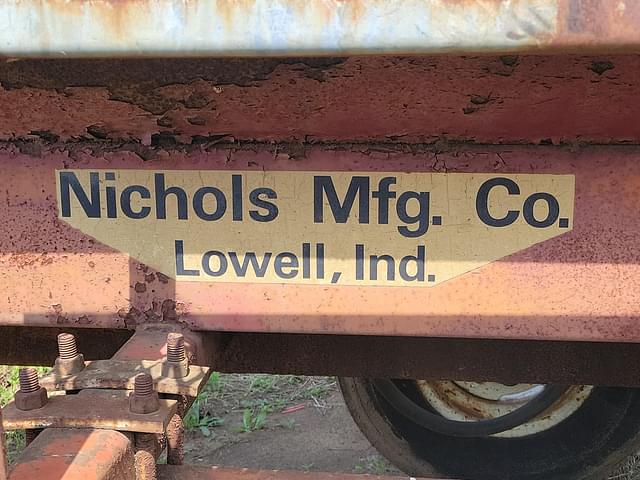 Nichols Mfg. Co.
Lowell, Ind.